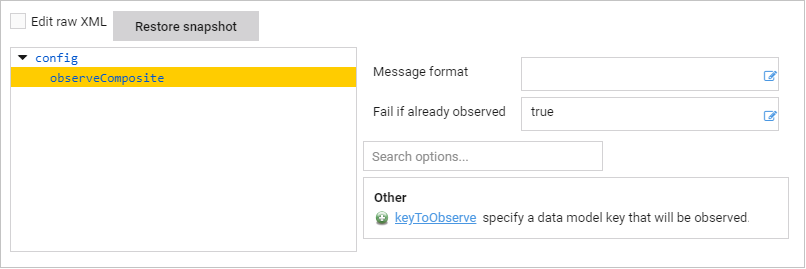 Edit raw XML
Restore snapshot
config
observeComposite
Message format
Fail if already observed
true
Search options...
Other
keyToObserve specify a data model key that will be observed.